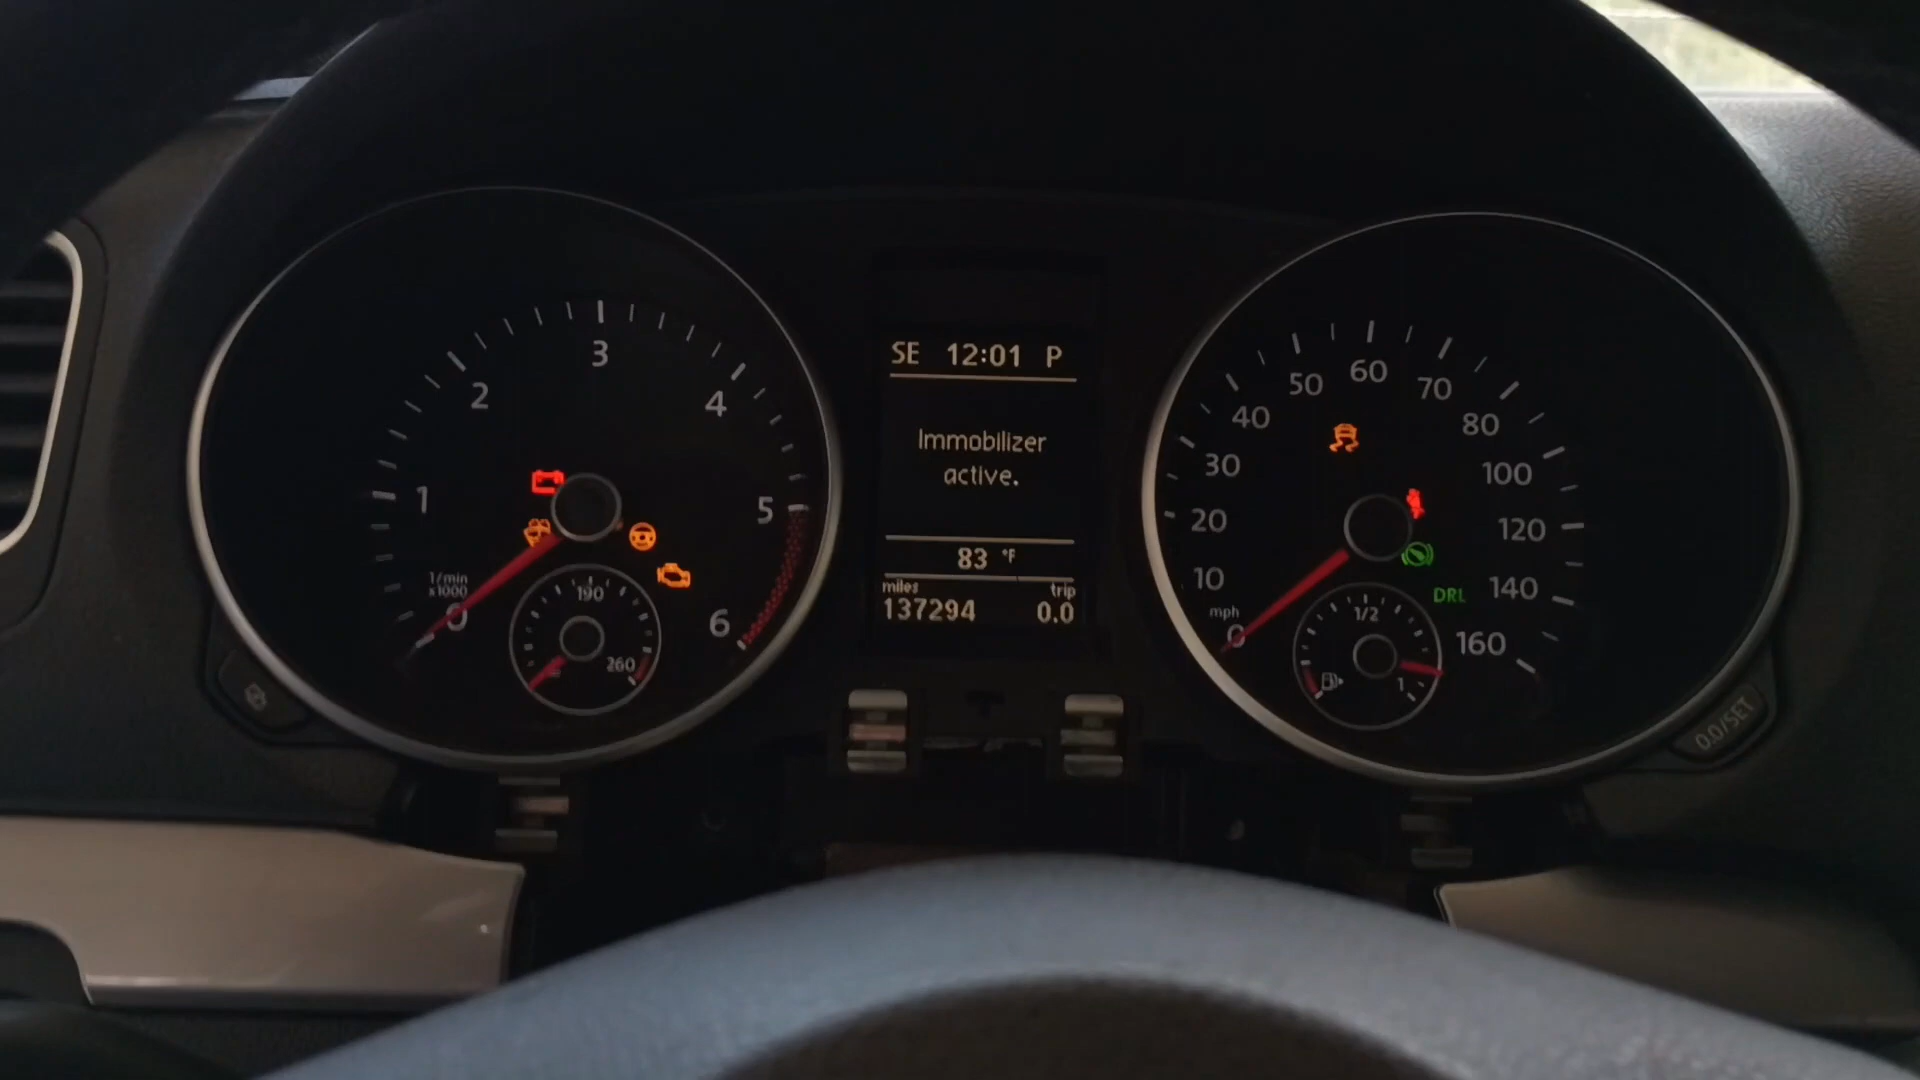 1/min
x1000
0
1
2
3
4
5
6
190
260
SE 12:01 P
Immobilizer
active.
83 °F
miles trip
137294 0.0
mph
0
10
20
30
40
50
60
70
80
100
120
140
160
DRL
1/2
1
0.0/SET